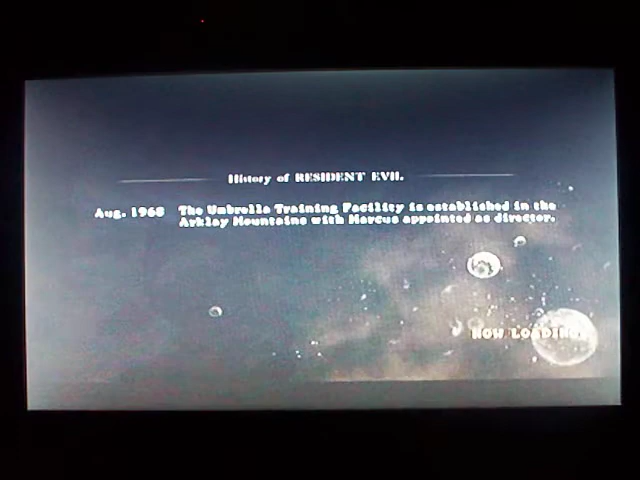 History of RESIDENT EVIL
Aug. 1968 The Umbrella Training Facility is established in the
Arklay Mountains with Marcus appointed as director.
NOW LOADING